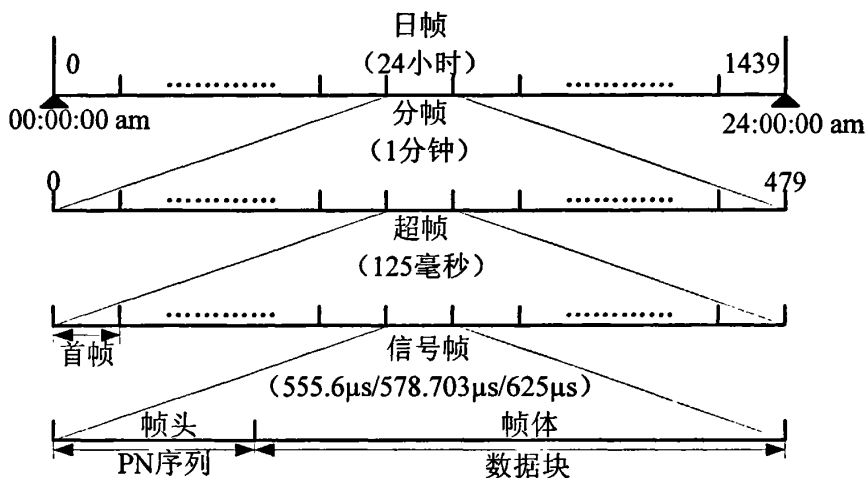 日帧
0
(24小时)
1439
00:00:00 am
分帧
24:00:00 am
(1分钟)
0
479
超帧
(125毫秒)
首帧
信号帧
(555.6μs/578.703μs/625μs)
帧头
帧体
PN序列
数据块